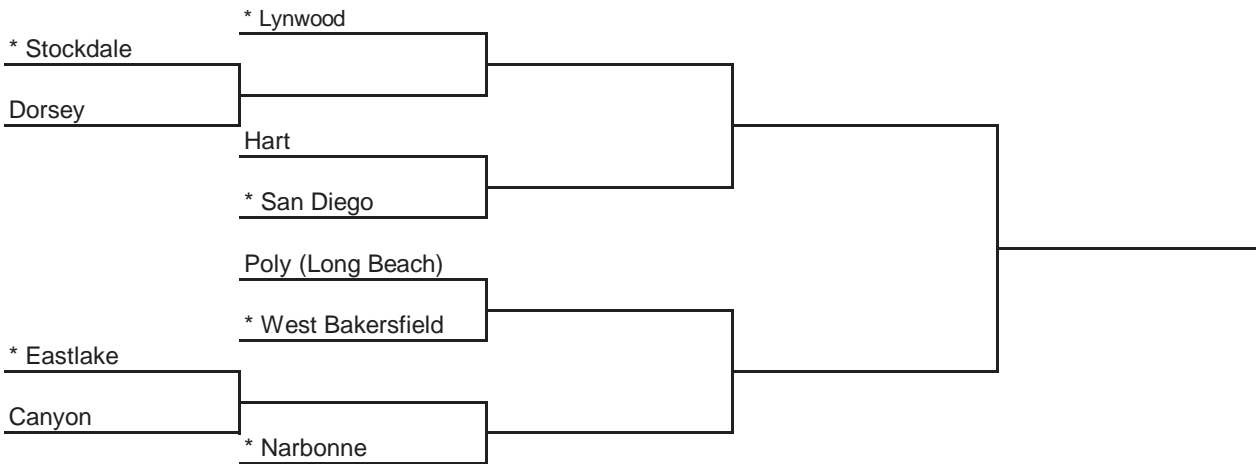 * Lynwood
* Stockdale
Dorsey
Hart
* San Diego
Poly (Long Beach)
* West Bakersfield
* Eastlake
Canyon
* Narbonne